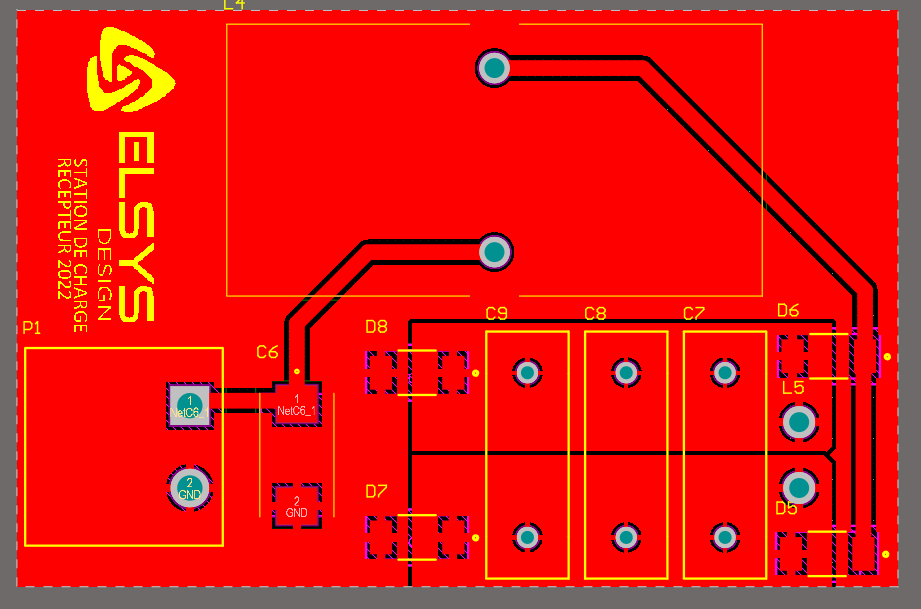 L4
ELSYS
DESIGN
STATION DE CHARGE
RECEPTEUR 2022
P1
C6
D8
C9
C8
C7
D6
1
NetC6_1
1
NetC6_1
L5
2
GND
2
GND
D7
D5